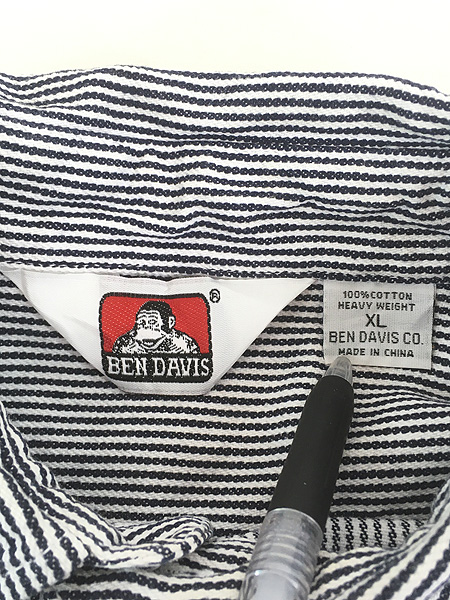 ®
BEN DAVIS
100% COTTON
HEAVY WEIGHT
XL
BEN DAVIS CO.
MADE IN CHINA